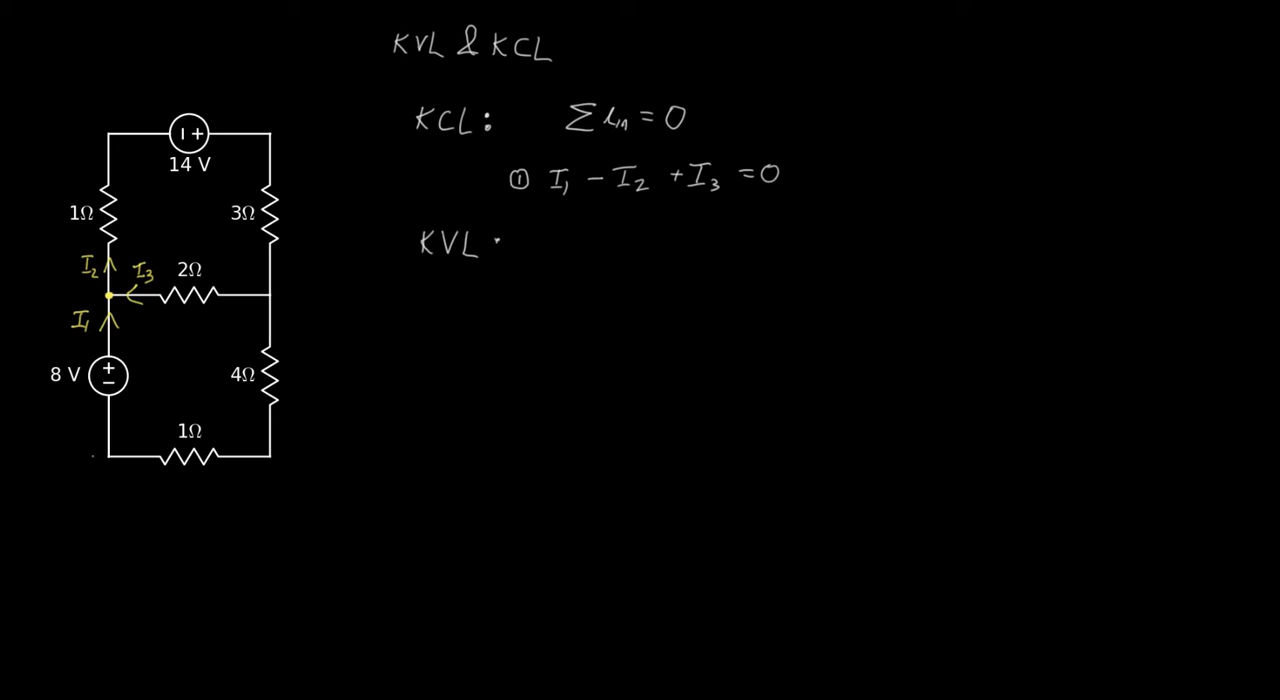 KVL & KCL
KCL: Σ i_in = 0
① I₁ - I₂ + I₃ = 0
KVL :
14 V
1Ω
3Ω
I₂
I₃
2Ω
I₁
8 V
4Ω
1Ω